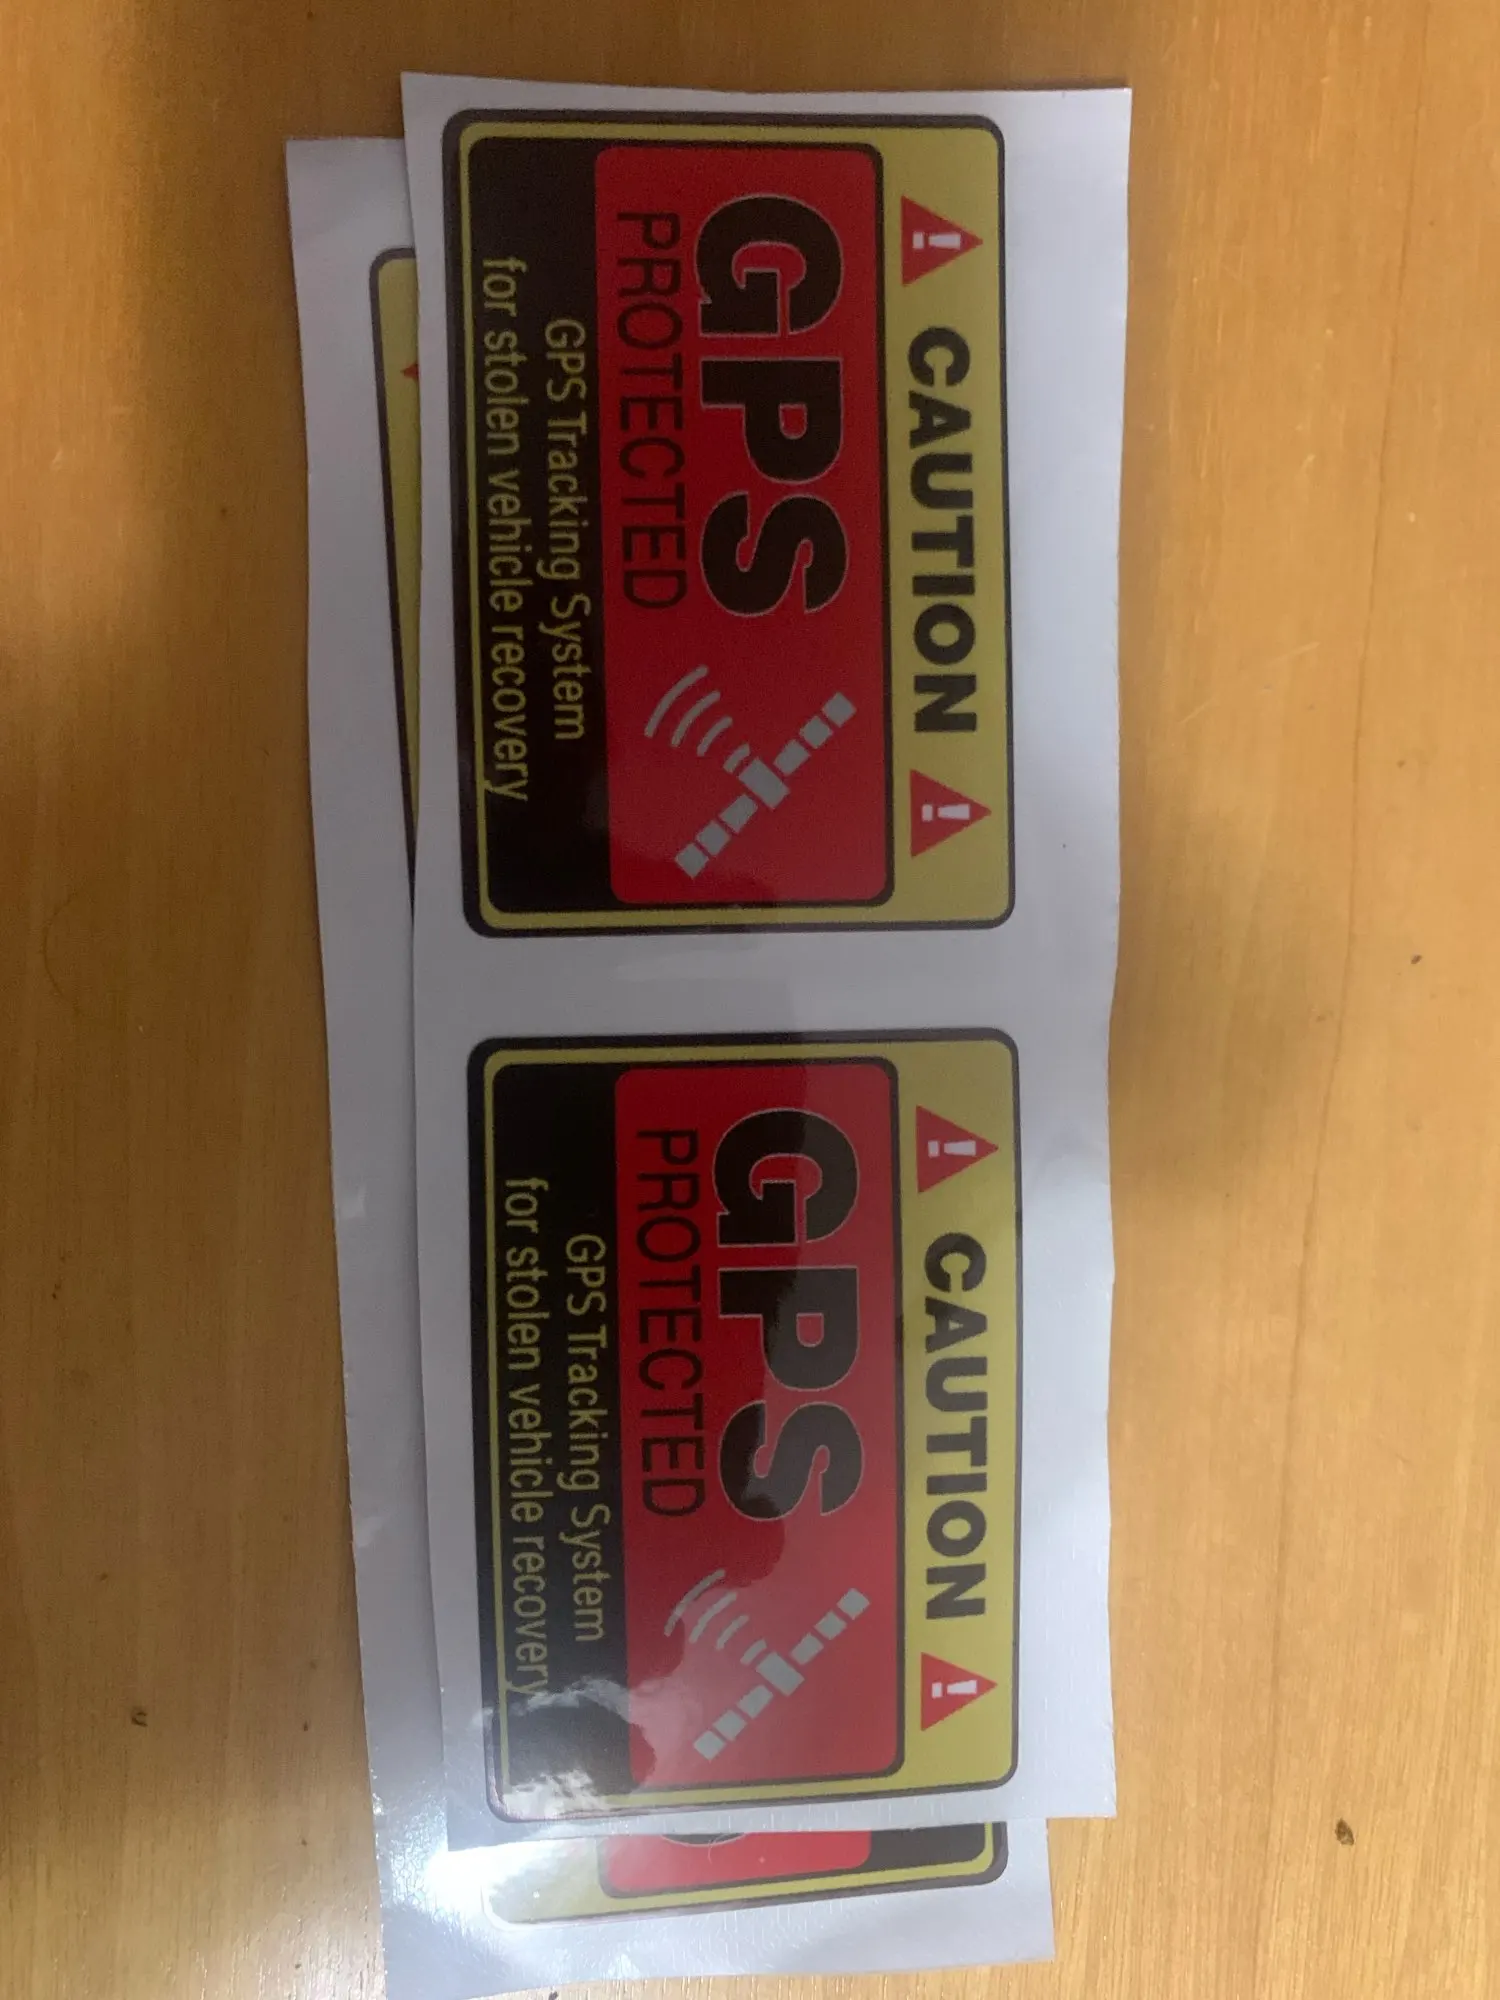 CAUTION
GPS
PROTECTED
GPS Tracking System
for stolen vehicle recovery
CAUTION
GPS
PROTECTED
GPS Tracking System
for stolen vehicle recovery